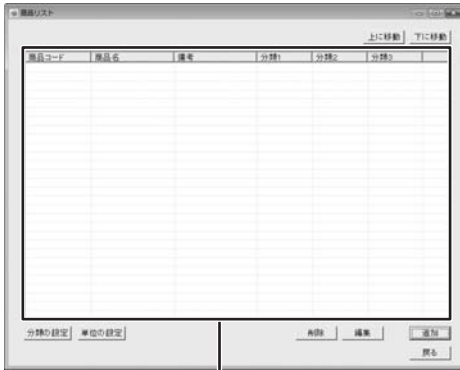 商品リスト
上に移動 下に移動
商品コード 商品名 備考 分類1 分類2 分類3
分類の設定 単位の設定 削除 編集 追加
戻る